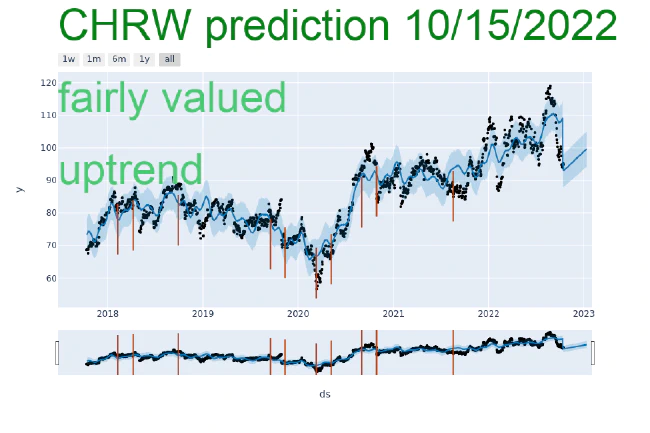 CHRW prediction 10/15/2022
1w 1m 6m 1y all
120
fairly valued
110
100
uptrend
90
y
80
70
60
2018 2019 2020 2021 2022 2023
ds